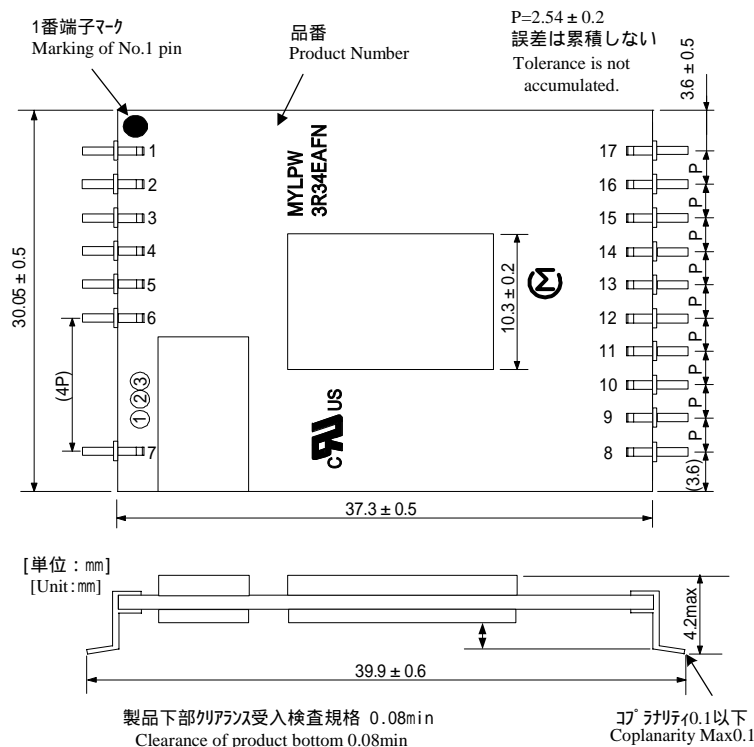 1番端子マーク
Marking of No.1 pin
品番
Product Number
P=2.54 ± 0.2
誤差は累積しない
Tolerance is not
accumulated.
3.6 ± 0.5
1
2
3
4
5
6
7
17
16
15
14
13
12
11
10
9
8
P
P
P
P
P
P
P
P
P
(3.6)
30.05 ± 0.5
(4P)
①②③
MYLPW
3R34EAFN
10.3 ± 0.2
M
C RU US
37.3 ± 0.5
[単位：㎜]
[Unit:㎜]
4.2max
39.9 ± 0.6
製品下部クリアランス受入検査規格 0.08min
Clearance of product bottom 0.08min
コプラナリティ0.1以下
Coplanarity Max0.1